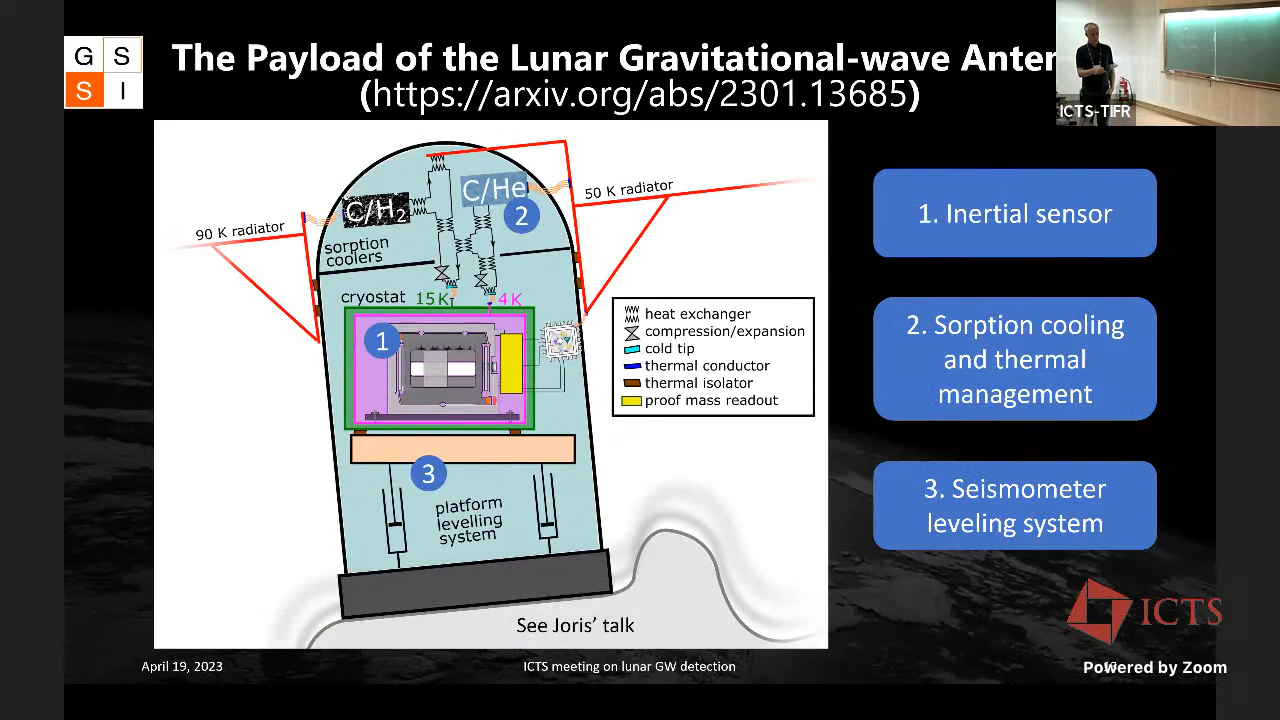 G S
S I
The Payload of the Lunar Gravitational-wave Anten
(https://arxiv.org/abs/2301.13685)
ICTS-TIFR
C/H2
C/He
2
50 K radiator
90 K radiator
sorption
coolers
cryostat 15K 4K
1
heat exchanger
compression/expansion
cold tip
thermal conductor
thermal isolator
proof mass readout
3
platform
levelling
system
See Joris’ talk
1. Inertial sensor
2. Sorption cooling
and thermal
management
3. Seismometer
leveling system
ICTS
April 19, 2023
ICTS meeting on lunar GW detection
Powered by Zoom